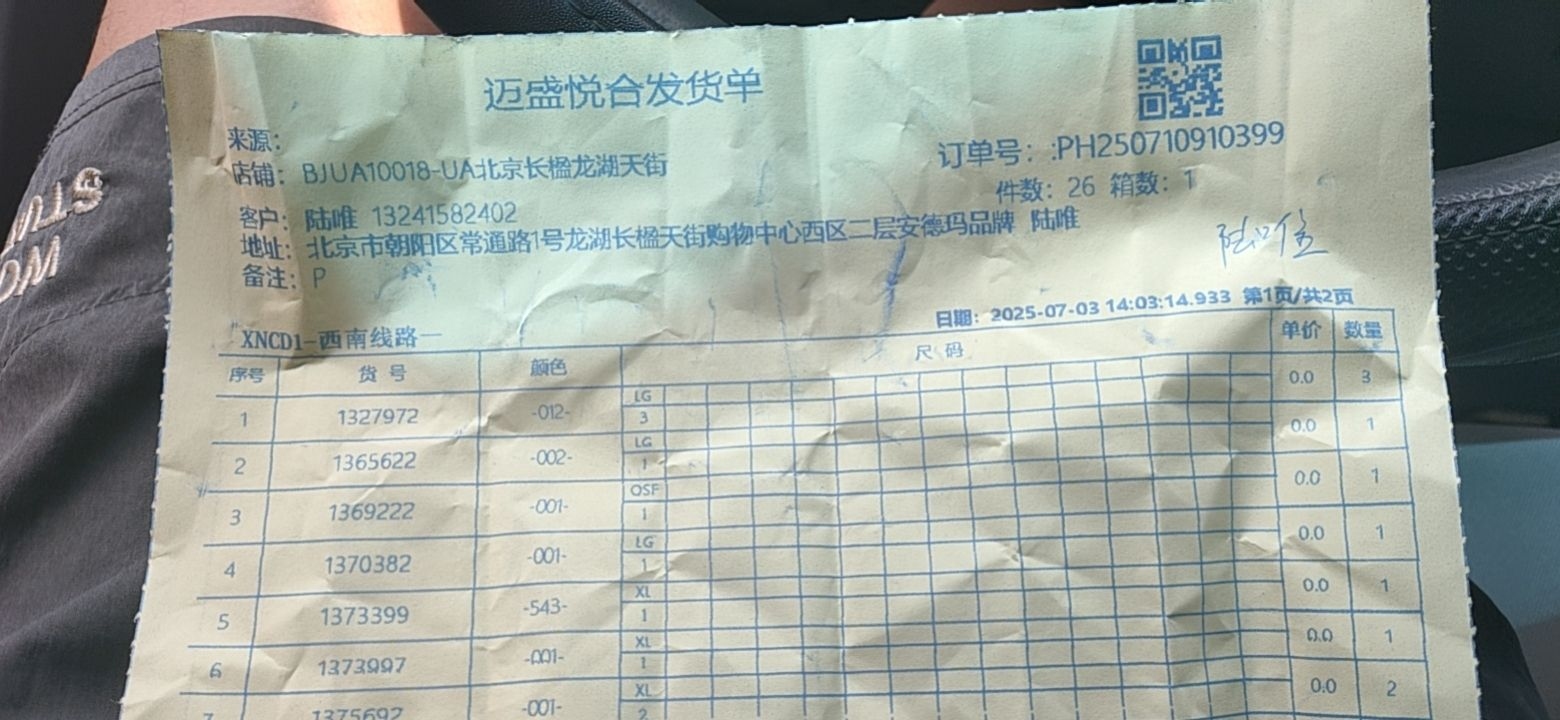 迈盛悦合发货单
来源：
店铺：BJUA10018-UA北京长楹龙湖天街
订单号：.PH250710910399
件数：26 箱数：1
客户：陆唯 13241582402
地址：北京市朝阳区常通路1号龙湖长楹天街购物中心西区二层安德玛品牌 陆唯
备注：P
日期：2025-07-03 14:03:14.933 第1页/共2页
XNCD1-西南线路一
序号 货号 颜色 尺码 单价 数量
1 1327972 -012- LG 3 0.0 3
2 1365622 -002- LG 1 0.0 1
3 1369222 -001- OSF 1 0.0 1
4 1370382 -001- LG 1 0.0 1
5 1373399 -543- XL 1 0.0 1
6 1373997 -001- XL 1 0.0 1
7 1375692 -001- XL 2 0.0 2